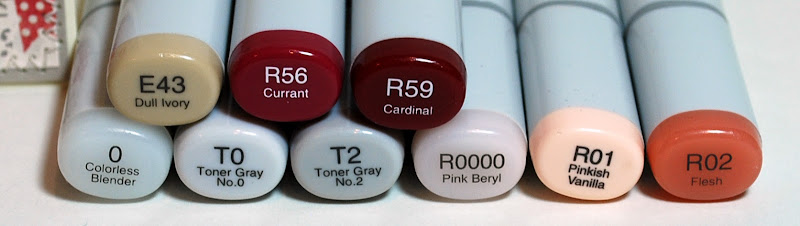 E43
Dull Ivory
R56
Currant
R59
Cardinal
0
Colorless
Blender
T0
Toner Gray
No.0
T2
Toner Gray
No.2
R0000
Pink Beryl
R01
Pinkish
Vanilla
R02
Flesh